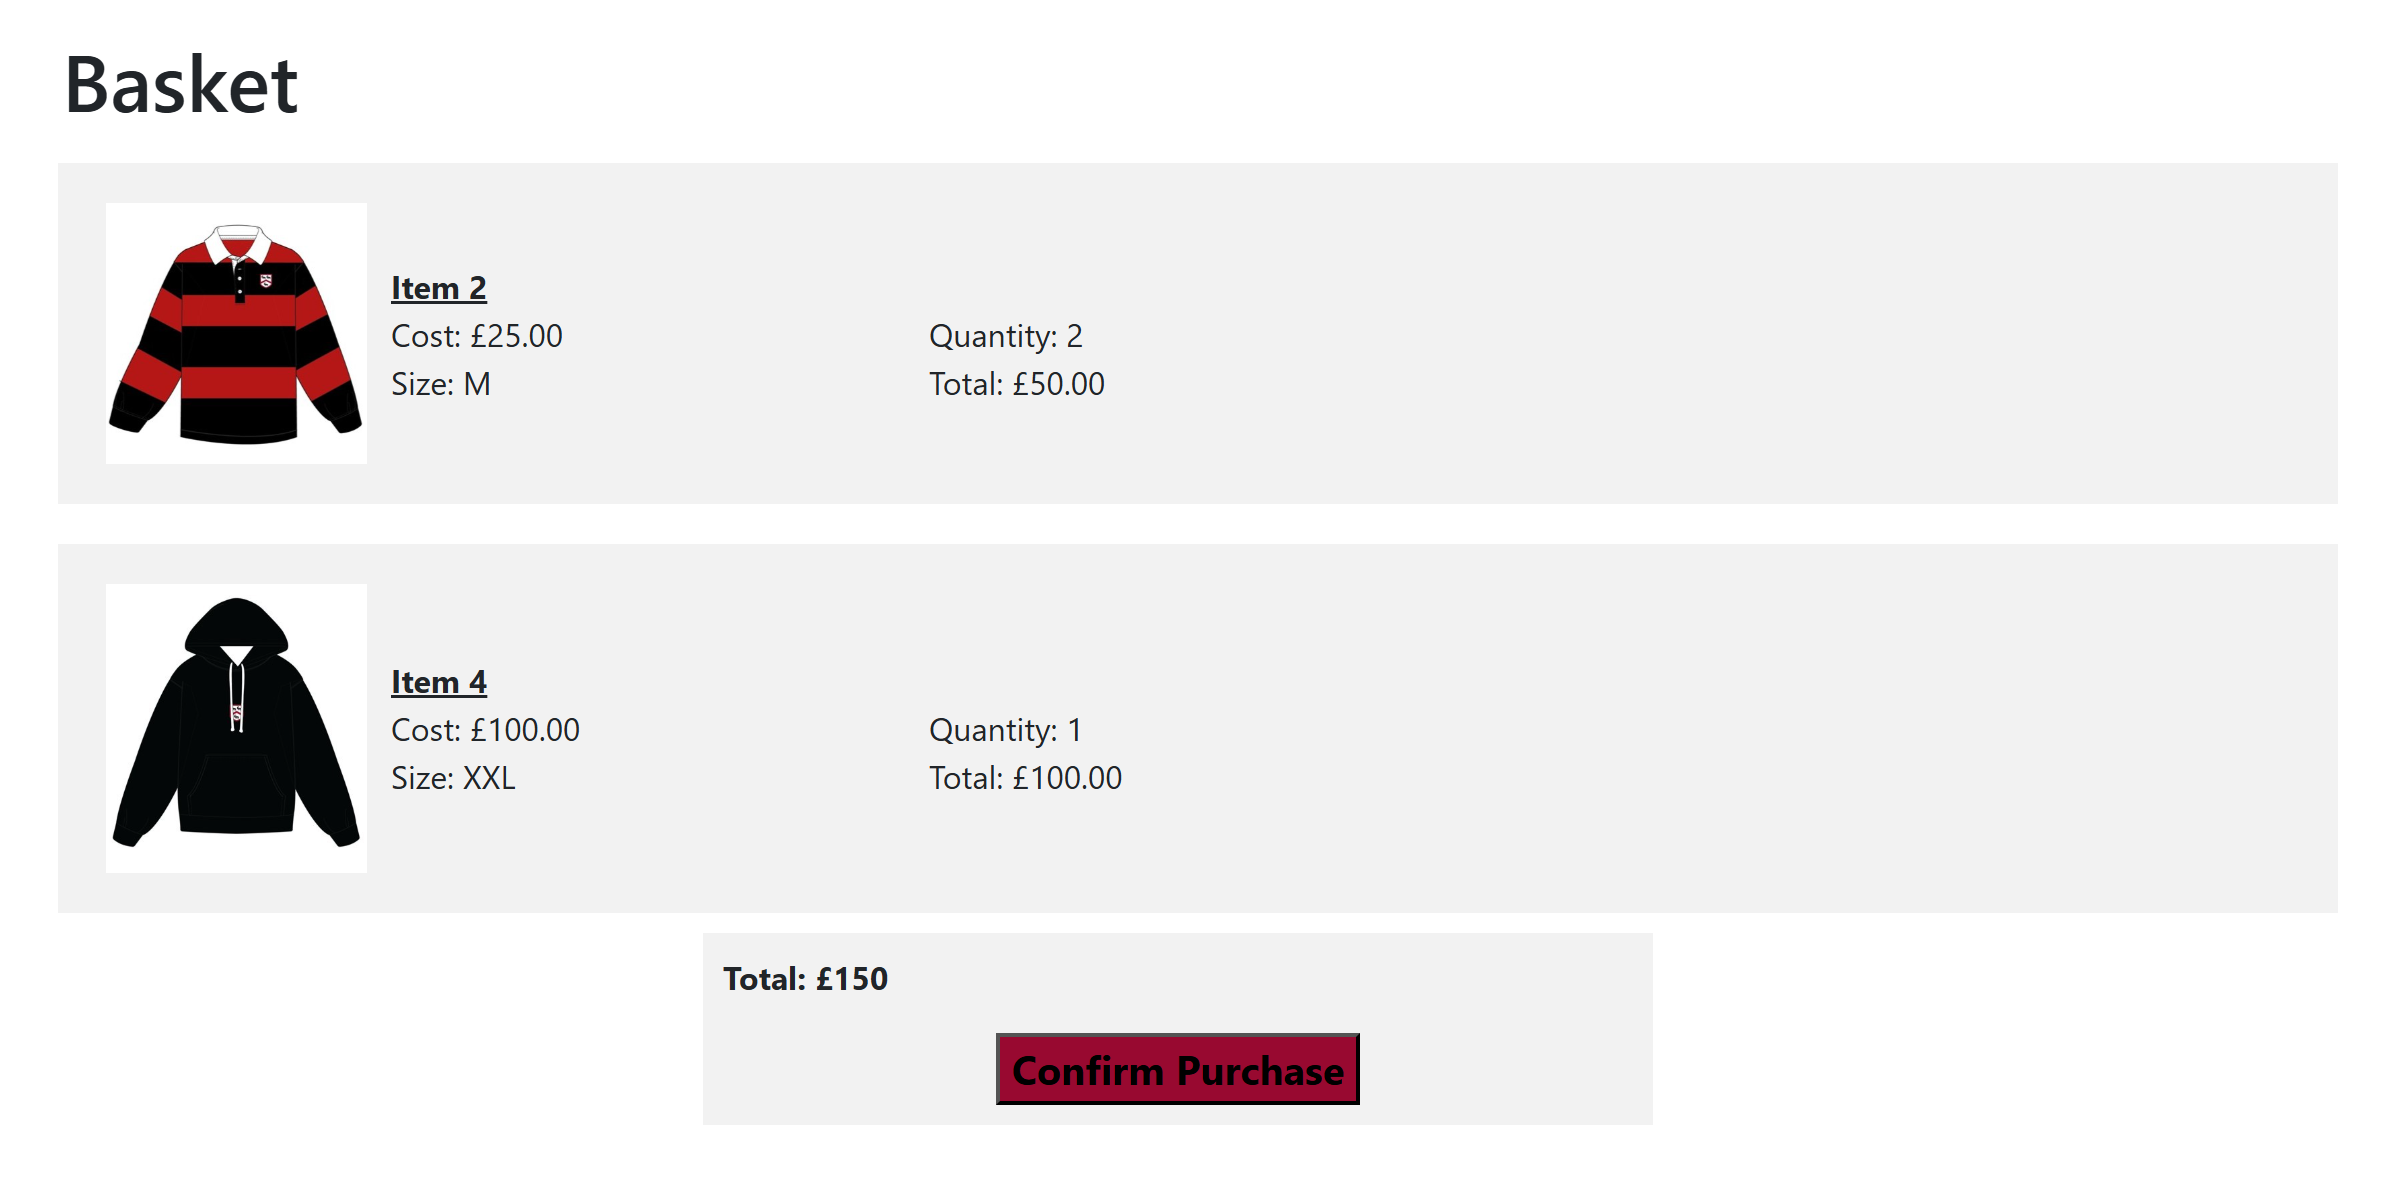 Basket
Item 2
Cost: £25.00
Quantity: 2
Size: M
Total: £50.00
Item 4
Cost: £100.00
Quantity: 1
Size: XXL
Total: £100.00
Total: £150
Confirm Purchase